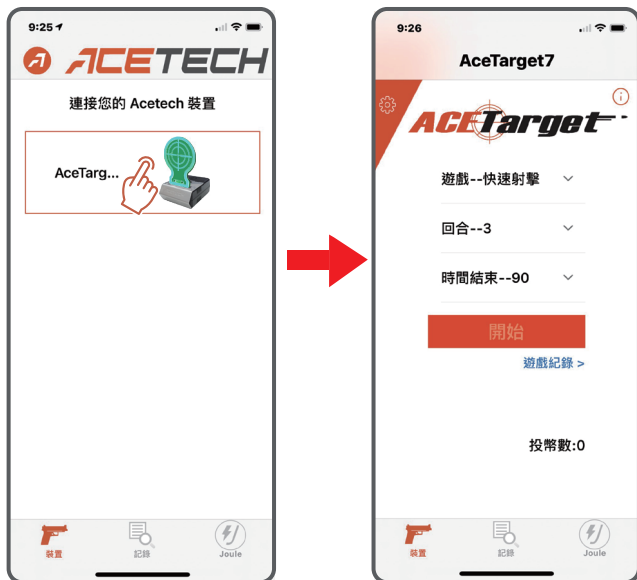 9:25
ACETECH
連接您的 Acetech 裝置
AceTarg...
裝置
記錄
Joule
9:26
AceTarget7
ACETarget
遊戲--快速射擊
回合--3
時間結束--90
開始
遊戲紀錄 >
投幣數:0
裝置
記錄
Joule